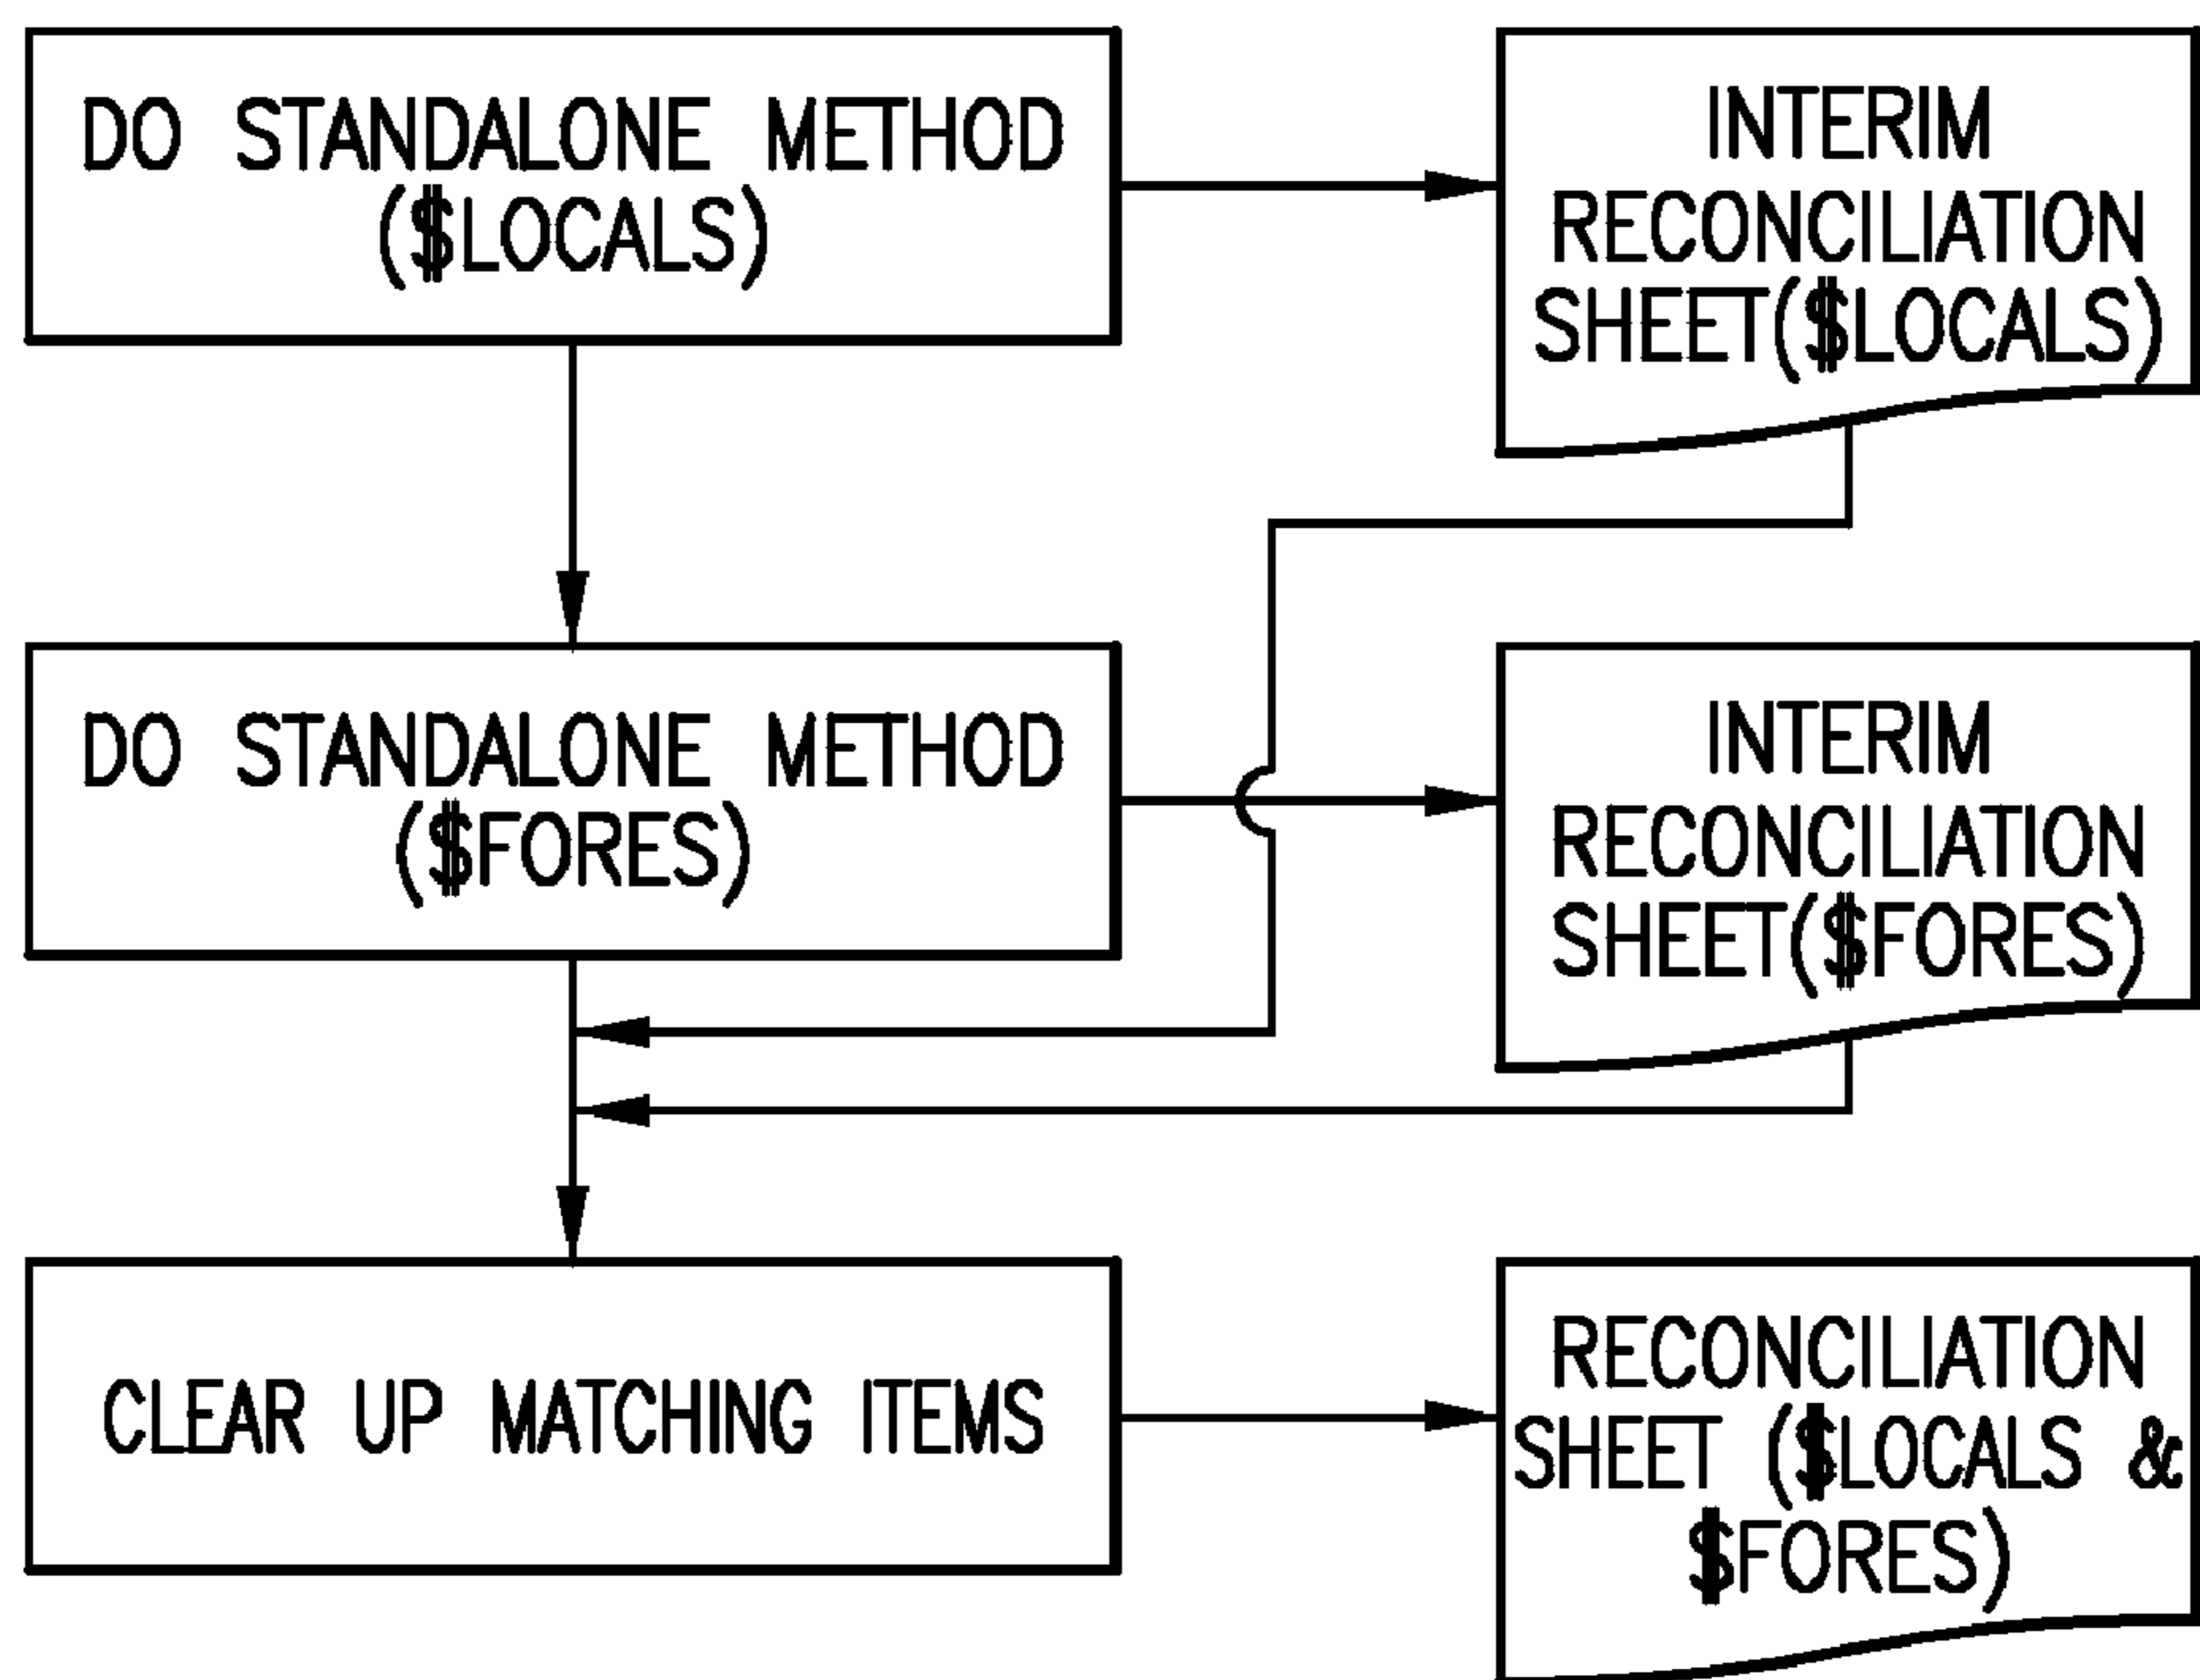 DO STANDALONE METHOD
($LOCALS)
INTERIM
RECONCILIATION
SHEET($LOCALS)
DO STANDALONE METHOD
($FORES)
INTERIM
RECONCILIATION
SHEET($FORES)
CLEAR UP MATCHING ITEMS
RECONCILIATION
SHEET ($LOCALS &
$FORES)